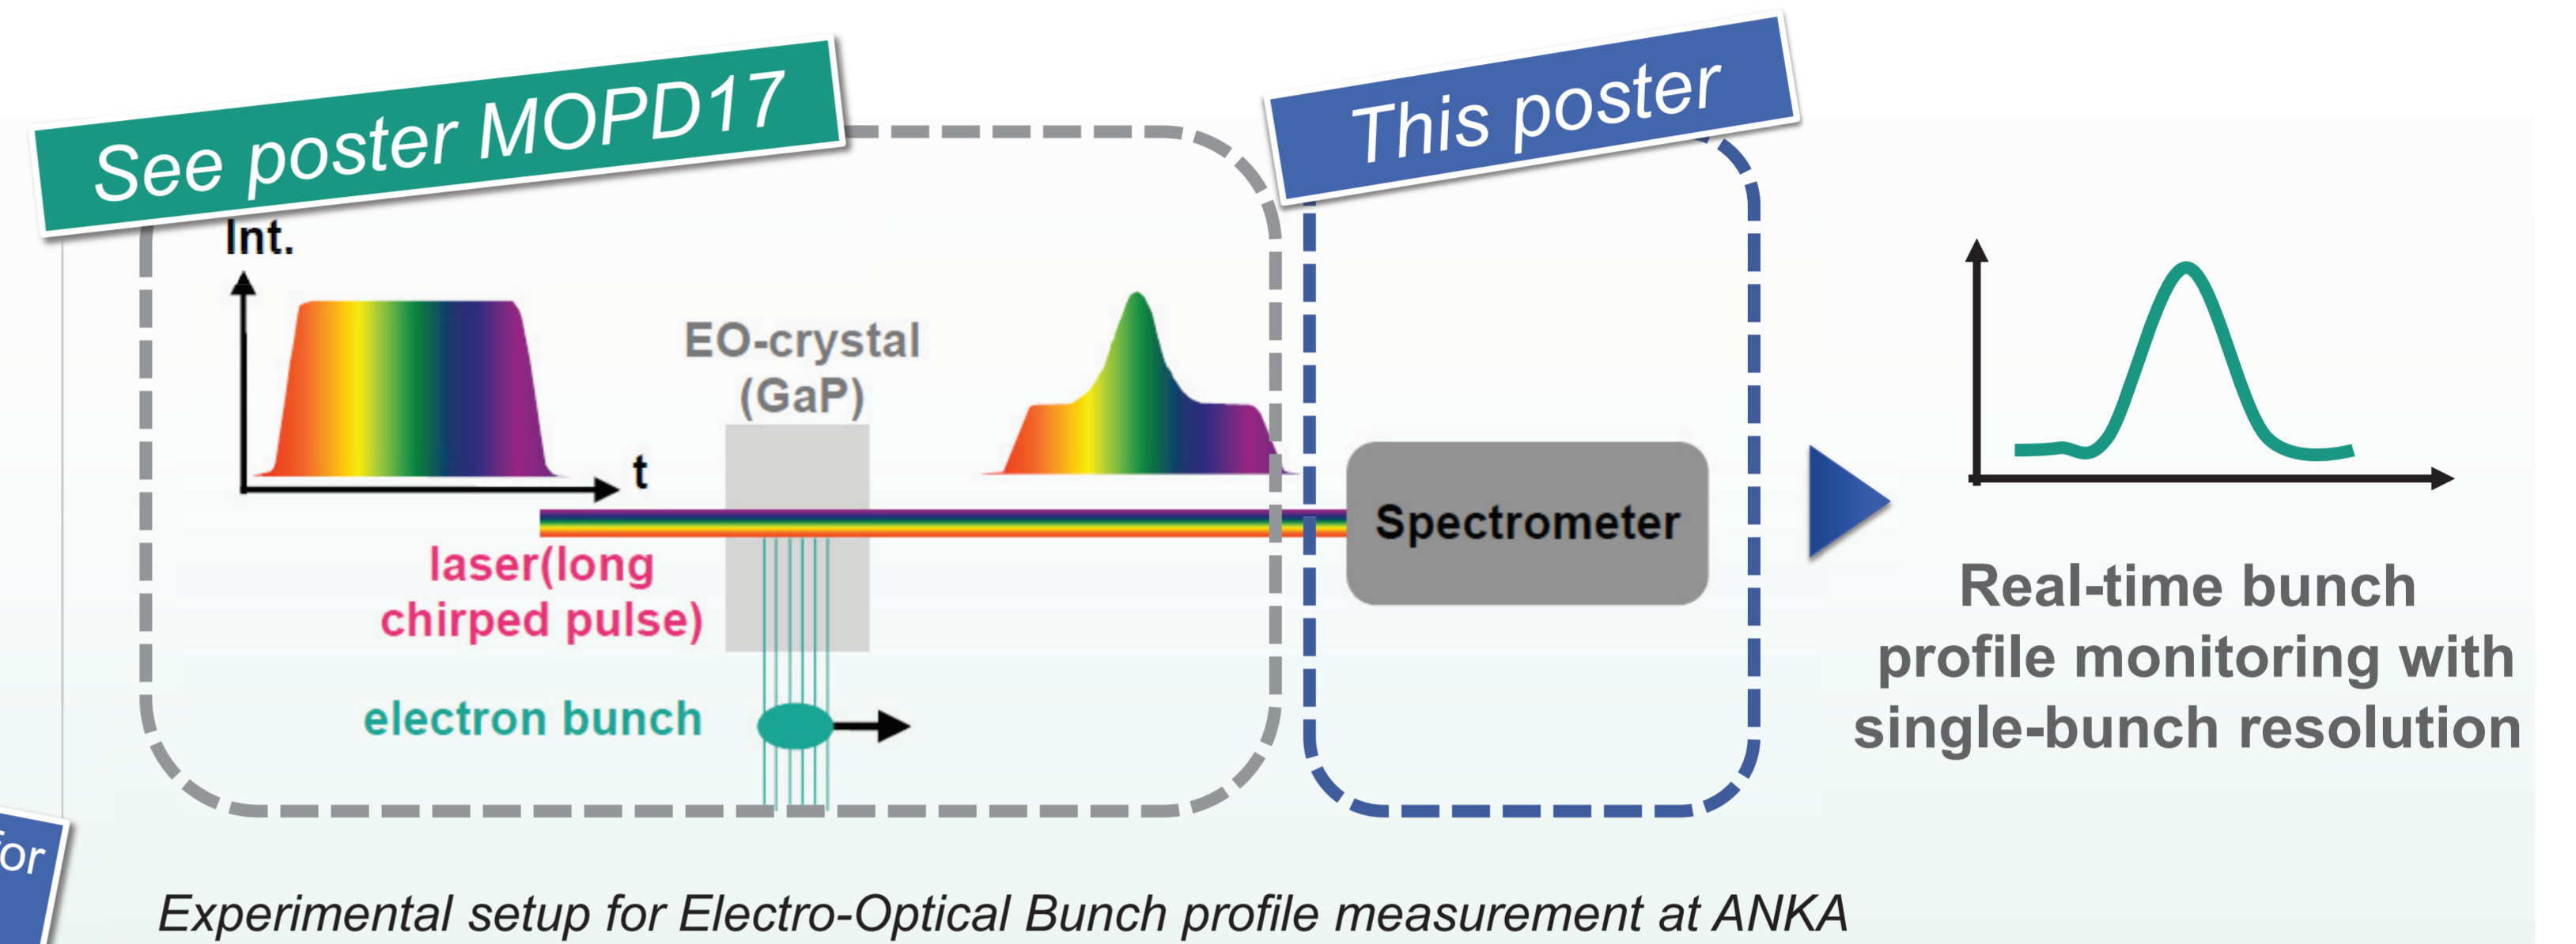 See poster MOPD17
This poster
Int.
t
EO-crystal
(GaP)
laser(long
chirped pulse)
electron bunch
Spectrometer
Real-time bunch
profile monitoring with
single-bunch resolution
Experimental setup for Electro-Optical Bunch profile measurement at ANKA